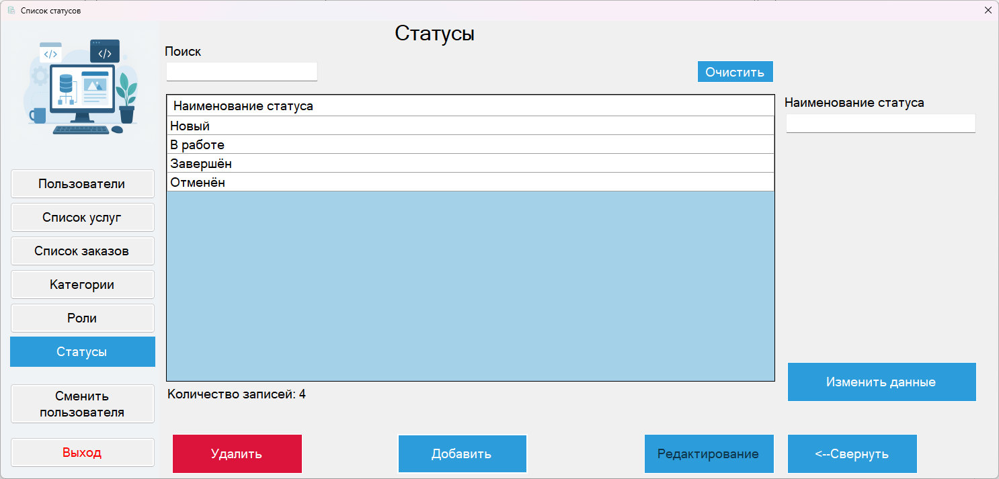 Список статусов
Статусы
Поиск
Очистить
Наименование статуса
Новый
В работе
Завершён
Отменён
Количество записей: 4
Наименование статуса
Изменить данные
</>
</>
Пользователи
Список услуг
Список заказов
Категории
Роли
Статусы
Сменить
пользователя
Выход
Удалить
Добавить
Редактирование
<--Свернуть